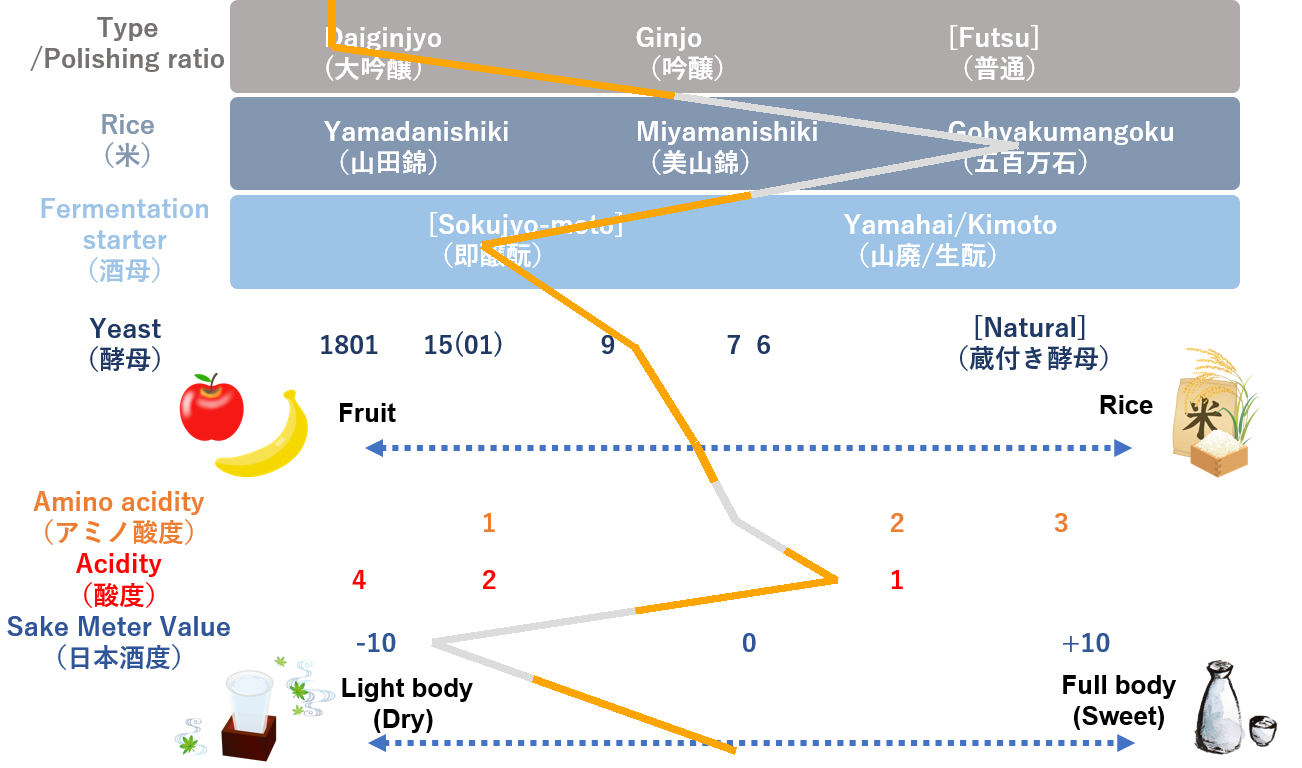 Type
/Polishing ratio
Daiginjyo
(大吟醸)
Ginjo
（吟醸）
[Futsu]
（普通）
Rice
（米）
Yamadanishiki
（山田錦）
Miyamanishiki
（美山錦）
Gohyakumangoku
（五百万石）
Fermentation
starter
（酒母）
[Sokujyo-moto]
（即醸酛）
Yamahai/Kimoto
（山廃/生酛）
Yeast
（酵母）
1801
15(01)
9
7
6
[Natural]
（蔵付き酵母）
Fruit
Rice
米
Amino acidity
（アミノ酸度）
1
2
3
Acidity
（酸度）
4
2
1
Sake Meter Value
（日本酒度）
-10
0
+10
Light body
(Dry)
Full body
(Sweet)